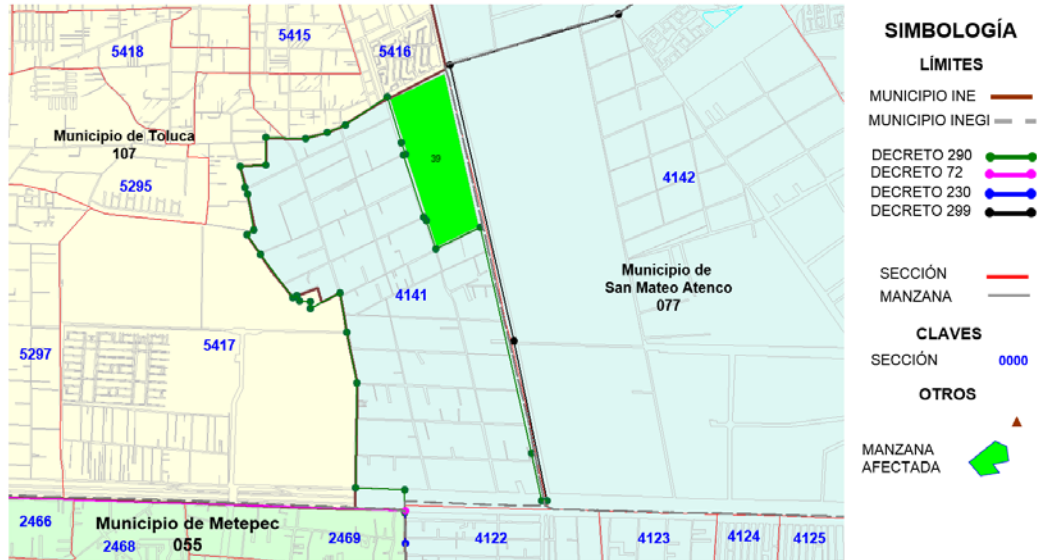 5418
5415
5416
Municipio de Toluca
107
5295
39
4142
4141
Municipio de
San Mateo Atenco
077
5297
5417
2466
Municipio de Metepec
055
2468
2469
4122
4123
4124
4125
SIMBOLOGÍA
LÍMITES
MUNICIPIO INE
MUNICIPIO INEGI
DECRETO 290
DECRETO 72
DECRETO 230
DECRETO 299
SECCIÓN
MANZANA
CLAVES
SECCIÓN 0000
OTROS
MANZANA
AFECTADA